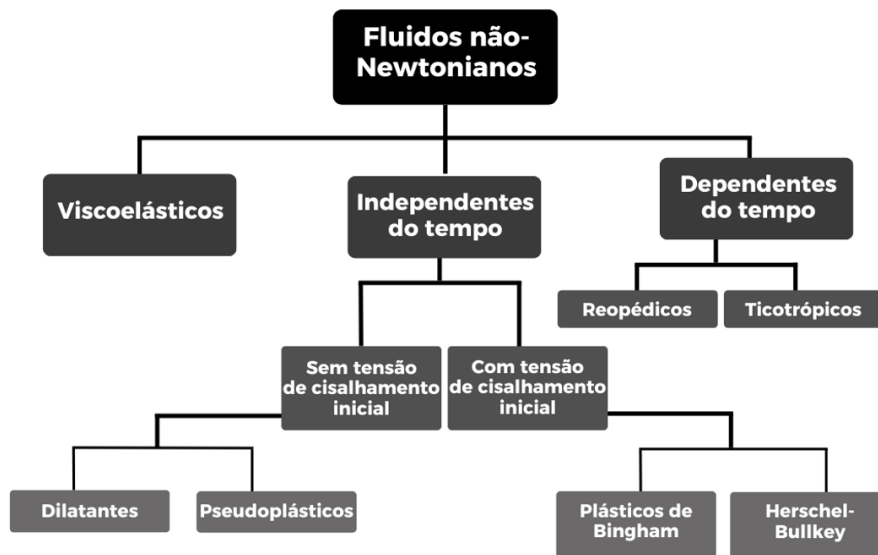 Fluidos não-
Newtonianos
Viscoelásticos
Independentes
do tempo
Dependentes
do tempo
Reopédicos
Ticotrópicos
Sem tensão
de cisalhamento
inicial
Com tensão
de cisalhamento
inicial
Dilatantes
Pseudoplásticos
Plásticos de
Bingham
Herschel-
Bullkey